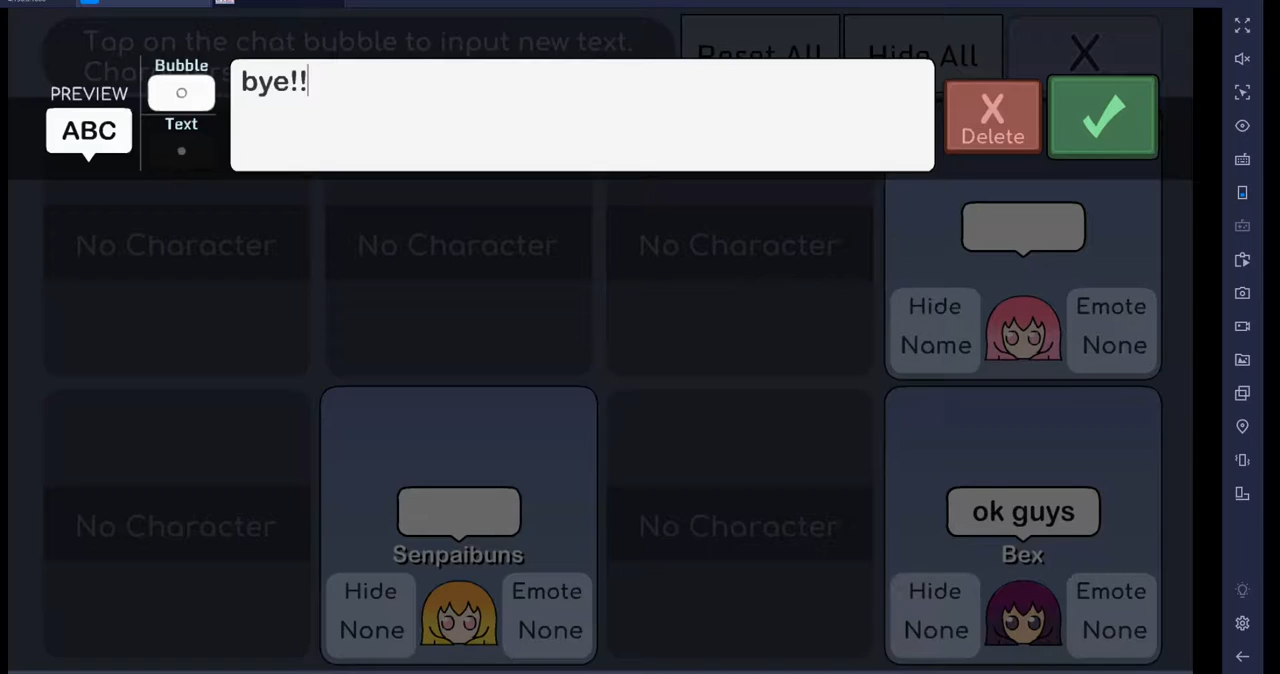 Tap on the chat bubble to input new text.
Reset All
Hide All
X
Bubble
PREVIEW
ABC
Text
bye!!
X
Delete
No Character
No Character
No Character
Hide
Name
Emote
None
No Character
Senpaibuns
Hide
None
Emote
None
No Character
ok guys
Bex
Hide
None
Emote
None